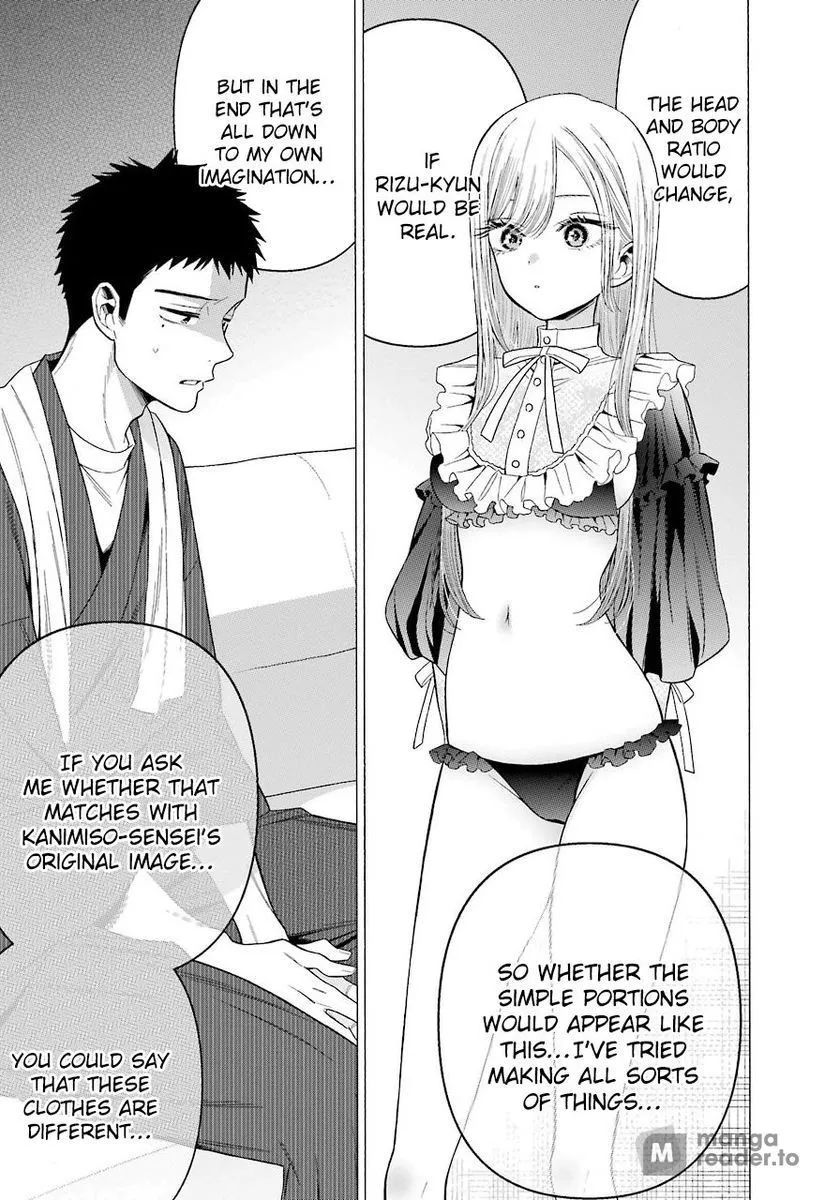 THE HEAD
AND BODY
RATIO
WOULD
CHANGE,
IF
RIZU-KYUN
WOULD BE
REAL.
SO WHETHER THE
SIMPLE PORTIONS
WOULD APPEAR LIKE
THIS...I'VE TRIED
MAKING ALL SORTS
OF THINGS...
BUT IN THE
END THAT'S
ALL DOWN
TO MY OWN
IMAGINATION...
IF YOU ASK
ME WHETHER THAT
MATCHES WITH
KANIMISO-SENSEI'S
ORIGINAL IMAGE...
YOU COULD SAY
THAT THESE
CLOTHES ARE
DIFFERENT...
M manga
reader.to